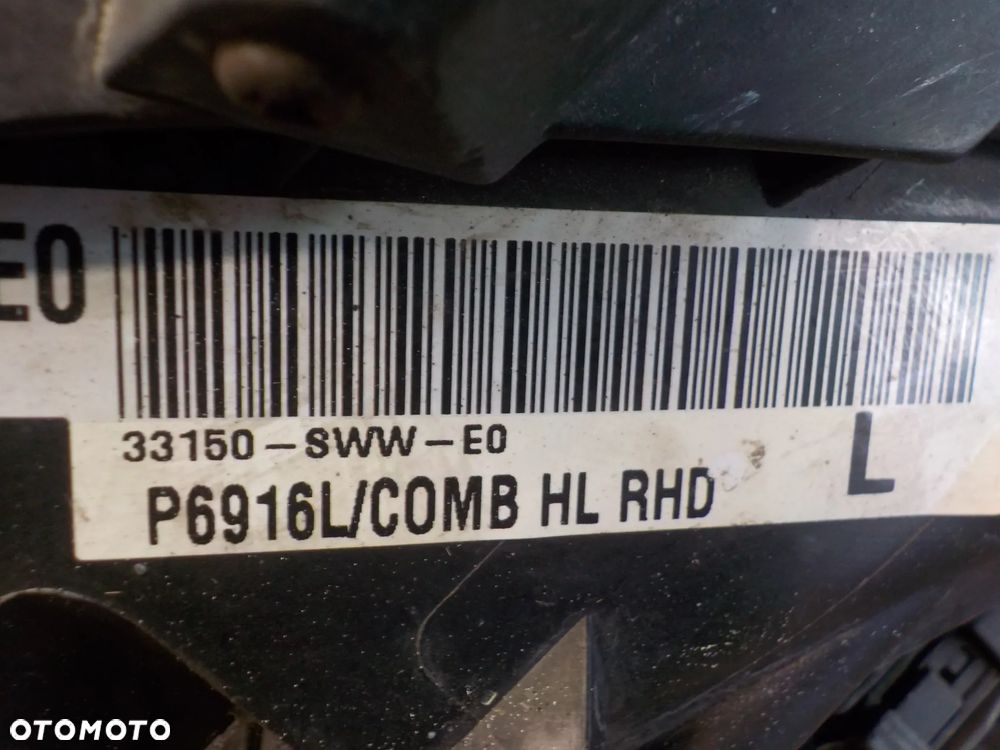 E0
33150-SWW-E0
L
P6916L/COMB HL RHD
OTOMOTO